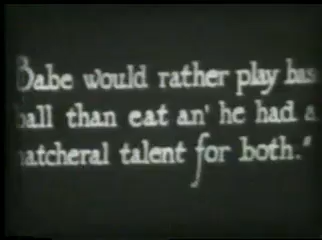 Babe would rather play bas
ball than eat an' he had a
natcheral talent for both."